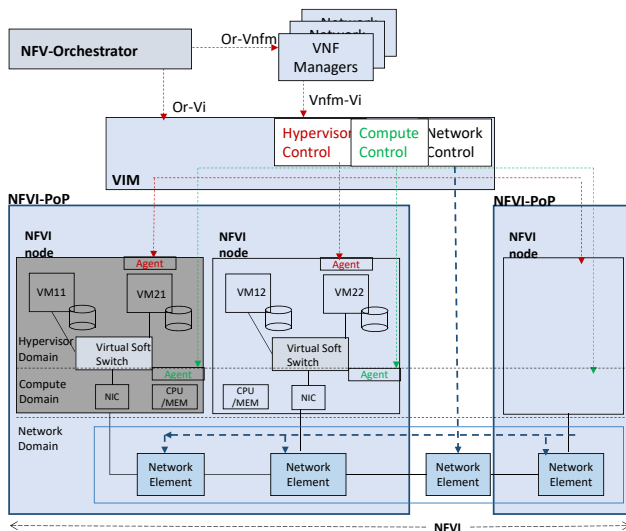 Network
Network
Or-Vnfm
VNF
Managers
NFV-Orchestrator
Or-Vi
Vnfm-Vi
Hypervisor
Control
Compute
Control
Network
Control
VIM
NFVI-PoP
NFVI-PoP
NFVI
node
NFVI
node
NFVI
node
Agent
Agent
VM11
VM21
VM12
VM22
Hypervisor
Domain
Virtual Soft
Switch
Virtual Soft
Switch
Agent
Agent
Compute
Domain
NIC
CPU
/MEM
CPU
/MEM
NIC
Network
Domain
Network
Element
Network
Element
Network
Element
Network
Element
NFVI